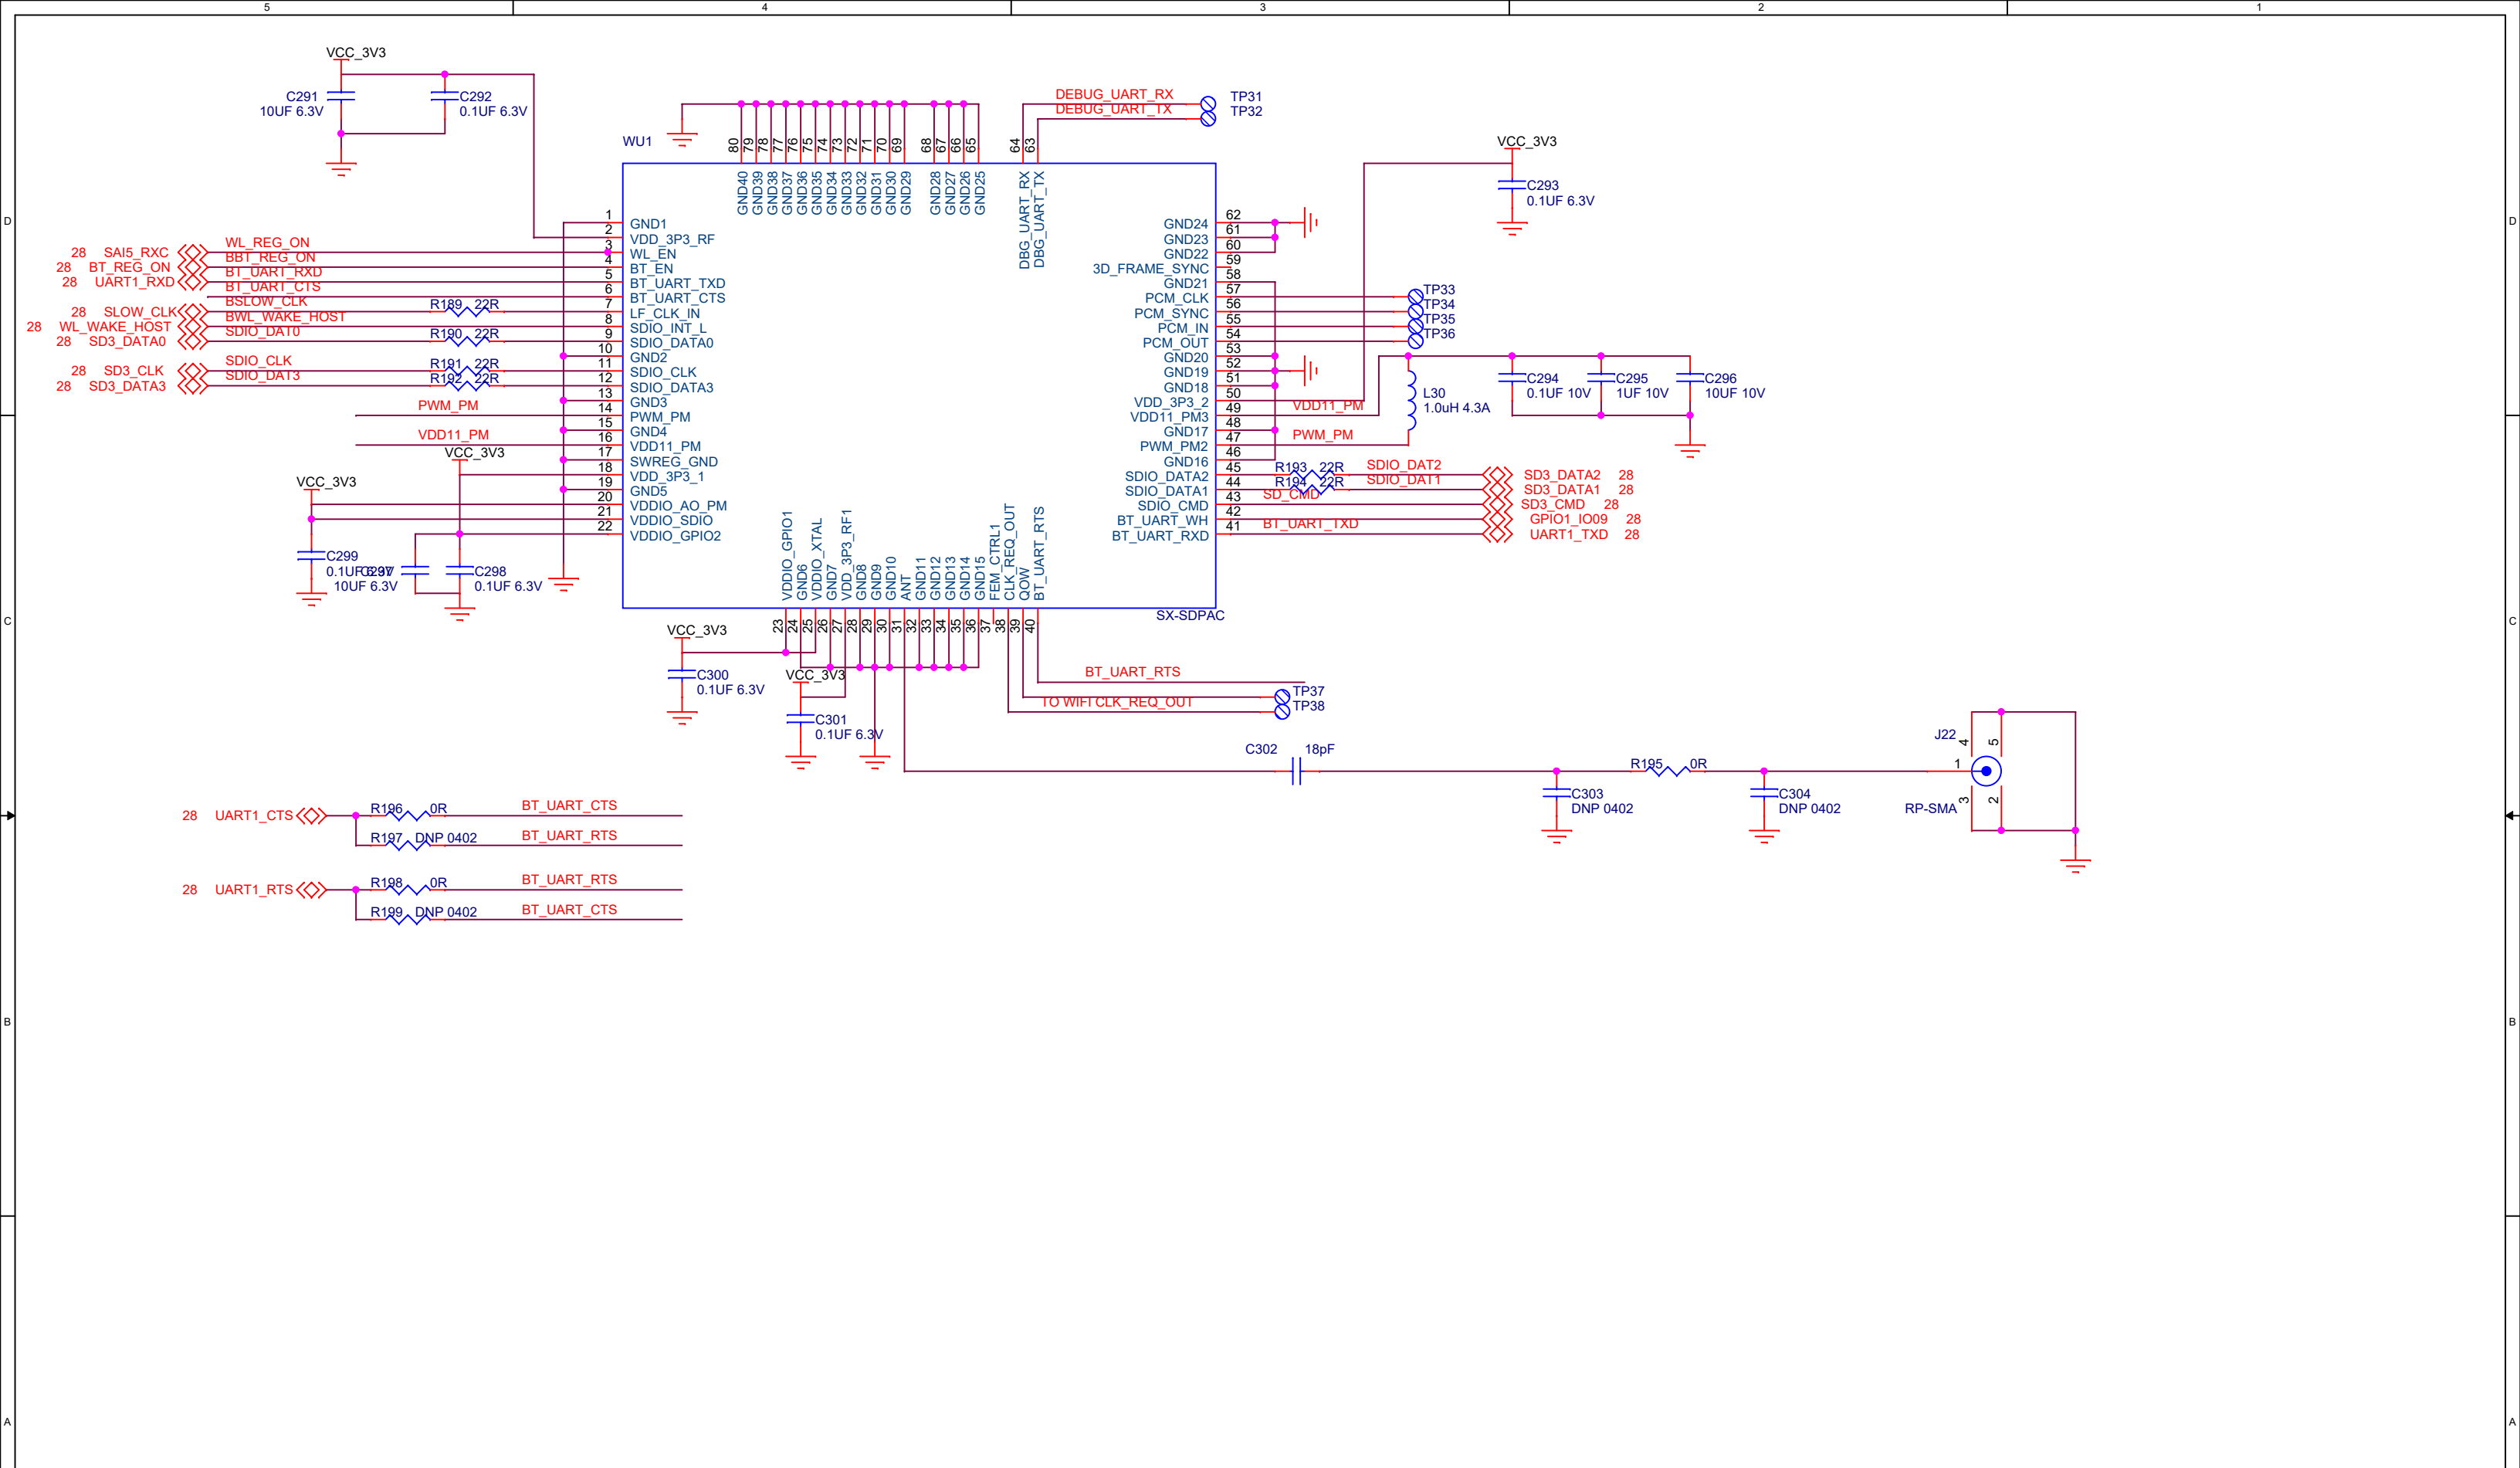 5 4 3 2 1
VCC_3V3
C291
10UF 6.3V
C292
0.1UF 6.3V
DEBUG_UART_RX
DEBUG_UART_TX
TP31
TP32
WU1
80 79 78 77 76 75 74 73 72 71 70 69 68 67 66 65 64 63
GND40 GND39 GND38 GND37 GND36 GND35 GND34 GND33 GND32 GND31 GND30 GND29 GND28 GND27 GND26 GND25 DBG_UART_RX DBG_UART_TX
VCC_3V3
C293
0.1UF 6.3V
D D
1 GND1
2 VDD_3P3_RF
3 WL_EN
4 BT_EN
5 BT_UART_TXD
6 BT_UART_CTS
7 LF_CLK_IN
8 SDIO_INT_L
9 SDIO_DATA0
10 GND2
11 SDIO_CLK
12 SDIO_DATA3
13 GND3
14 PWM_PM
15 GND4
16 VDD11_PM
17 SWREG_GND
18 VDD_3P3_1
19 GND5
20 VDDIO_AO_PM
21 VDDIO_SDIO
22 VDDIO_GPIO2
28 SAI5_RXC WL_REG_ON
28 BT_REG_ON BBT_REG_ON
28 UART1_RXD BT_UART_RXD
BT_UART_CTS
28 SLOW_CLK BSLOW_CLK R189 22R
28 WL_WAKE_HOST BWL_WAKE_HOST
28 SD3_DATA0 SDIO_DAT0 R190 22R
28 SD3_CLK SDIO_CLK R191 22R
28 SD3_DATA3 SDIO_DAT3 R192 22R
PWM_PM
VDD11_PM
VCC_3V3
VCC_3V3
C299
0.1UF 6.3V
C297
10UF 6.3V
C298
0.1UF 6.3V
GND24 62
GND23 61
GND22 60
3D_FRAME_SYNC 59
GND21 58
PCM_CLK 57
PCM_SYNC 56
PCM_IN 55
PCM_OUT 54
GND20 53
GND19 52
GND18 51
VDD_3P3_2 50
VDD11_PM3 49
GND17 48
PWM_PM2 47
GND16 46
SDIO_DATA2 45
SDIO_DATA1 44
SDIO_CMD 43
BT_UART_WH 42
BT_UART_RXD 41
TP33
TP34
TP35
TP36
VDD11_PM
PWM_PM
L30
1.0uH 4.3A
C294
0.1UF 10V
C295
1UF 10V
C296
10UF 10V
R193 22R SDIO_DAT2 SD3_DATA2 28
R194 22R SDIO_DAT1 SD3_DATA1 28
SD_CMD SD3_CMD 28
GPIO1_IO09 28
BT_UART_TXD UART1_TXD 28
VDDIO_GPIO1 GND6 VDDIO_XTAL GND7 VDD_3P3_RF1 GND8 GND9 GND10 ANT GND11 GND12 GND13 GND14 GND15 FEM_CTRL1 CLK_REQ_OUT QOW BT_UART_RTS
23 24 25 26 27 28 29 30 31 32 33 34 35 36 37 38 39 40
SX-SDPAC
C C
VCC_3V3
C300
0.1UF 6.3V
VCC_3V3
C301
0.1UF 6.3V
BT_UART_RTS
TP37
TO WIFI CLK_REQ_OUT
TP38
C302 18pF
C303
DNP 0402
R195 0R
C304
DNP 0402
J22
4 5
1
3 2
RP-SMA
28 UART1_CTS R196 0R BT_UART_CTS
R197 DNP 0402 BT_UART_RTS
28 UART1_RTS R198 0R BT_UART_RTS
R199 DNP 0402 BT_UART_CTS
B B
A A